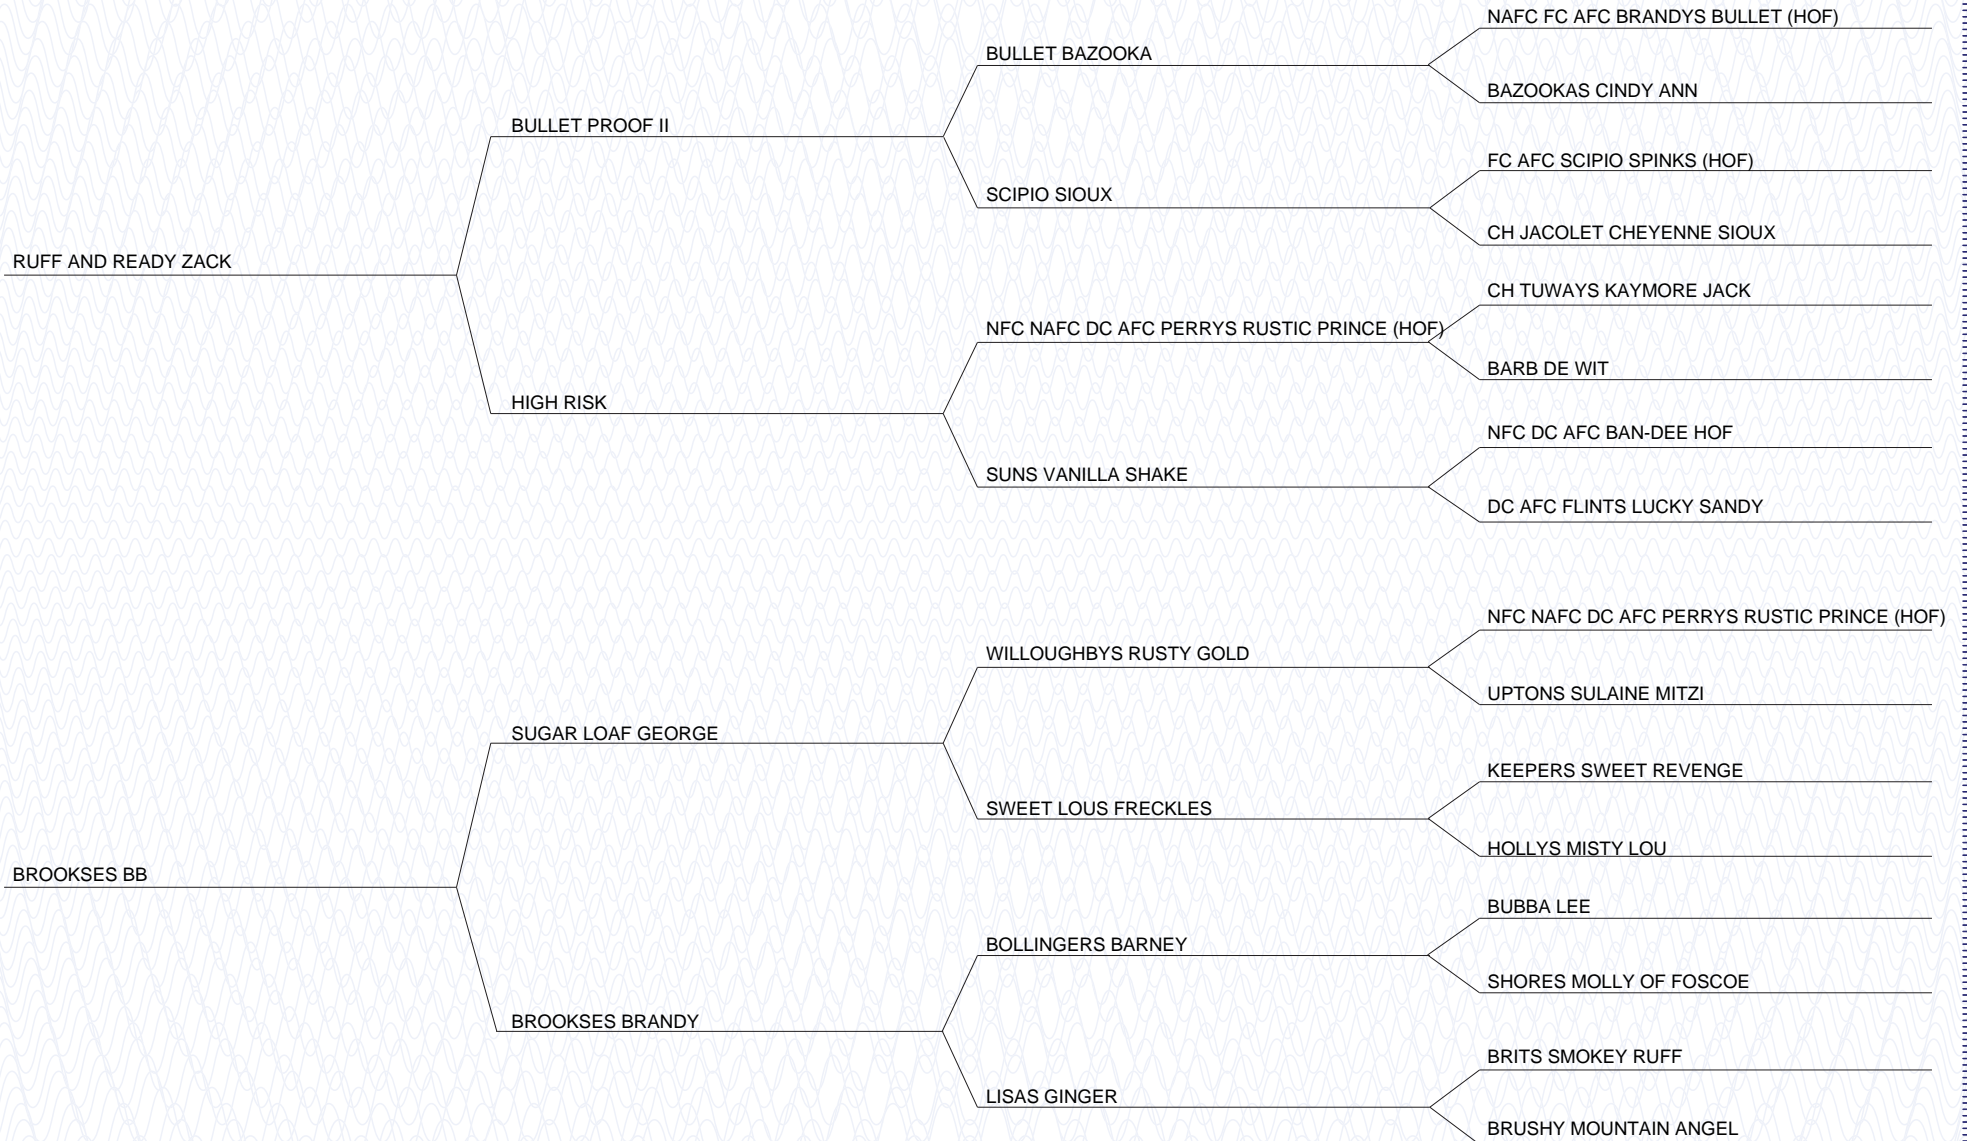 NAFC FC AFC BRANDYS BULLET (HOF)
BULLET BAZOOKA
BAZOOKAS CINDY ANN
BULLET PROOF II
FC AFC SCIPIO SPINKS (HOF)
SCIPIO SIOUX
CH JACOLET CHEYENNE SIOUX
RUFF AND READY ZACK
CH TUWAYS KAYMORE JACK
NFC NAFC DC AFC PERRYS RUSTIC PRINCE (HOF)
BARB DE WIT
HIGH RISK
NFC DC AFC BAN-DEE HOF
SUNS VANILLA SHAKE
DC AFC FLINTS LUCKY SANDY
NFC NAFC DC AFC PERRYS RUSTIC PRINCE (HOF)
WILLOUGHBYS RUSTY GOLD
UPTONS SULAINE MITZI
SUGAR LOAF GEORGE
KEEPERS SWEET REVENGE
SWEET LOUS FRECKLES
HOLLYS MISTY LOU
BROOKSES BB
BUBBA LEE
BOLLINGERS BARNEY
SHORES MOLLY OF FOSCOE
BROOKSES BRANDY
BRITS SMOKEY RUFF
LISAS GINGER
BRUSHY MOUNTAIN ANGEL